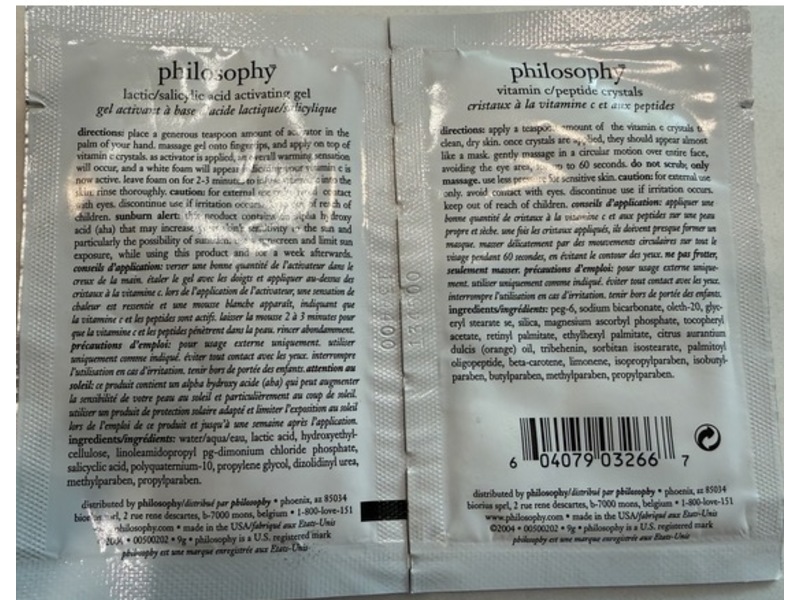 philosophy
lactic/salicylic acid activating gel
gel activant à base d'acide lactique/salicylique
directions: place a generous teaspoon amount of activator in the
palm of your hand. massage gel onto fingertips, and apply on top of
vitamin c crystals. as activator is applied, an overall warming sensation
will occur, and a white foam will appear indicating your vitamin c is
now active. leave foam on for 2-3 minutes, to into the
skin. rinse thoroughly. caution: for external use only. avoid contact
with eyes. discontinue use if irritation occurs. keep out of reach of
children. sunburn alert: this product contains an alpha hydroxy
acid (aha) that may increase your skin's sensitivity to the sun and
particularly the possibility of sunburn. use a sunscreen and limit sun
exposure, while using this product and for a week afterwards.
conseils d'application: verser une bonne quantité de l'activateur dans le
creux de la main. étaler le gel avec les doigts et appliquer au-dessus des
cristaux à la vitamine c. lors de l'application de l'activateur, une sensation de
chaleur est ressentie et une mousse blanche apparaît, indiquant que
la vitamine c et les peptides sont actifs. laisser la mousse 2 à 3 minutes pour
que la vitamine c et les peptides pénètrent dans la peau. rincer abondamment.
précautions d'emploi: pour usage externe uniquement. utiliser
uniquement comme indiqué. éviter tout contact avec les yeux. interrompre
l'utilisation en cas d'irritation. tenir hors de portée des enfants. attention au
soleil: ce produit contient un alpha hydroxy acid (aba) qui peut augmenter
la sensibilité de votre peau au soleil et particulièrement au coup de soleil.
utiliser un produit de protection solaire adapté et limiter l'exposition au soleil
lors de l'emploi de ce produit et jusqu'à une semaine après l'application.
ingredients/ingrédients: water/aqua/eau, lactic acid, hydroxyethyl-
cellulose, linoleamidopropyl pg-dimonium chloride phosphate,
salicylic acid, polyquaternium-10, propylene glycol, dizolidinyl urea,
methylparaben, propylparaben.
distributed by philosophy/distribué par philosophy • phoenix, az 85034
biorius sprl, 2 rue rene descartes, b-7000 mons, belgium • 1-800-love-151
www.philosophy.com • made in the USA/fabriqué aux Etats-Unis
©2004 • 00500202 • 9g • philosophy is a U.S. registered mark
philosophy est une marque enregistrée aux Etats-Unis
philosophy
vitamin c/peptide crystals
cristaux à la vitamine c et aux peptides
directions: apply a teaspoon amount of the vitamin c crystals to
clean, dry skin. once crystals are applied, they should appear almost
like a mask. gently massage in a circular motion over entire face,
avoiding the eye area, for up to 60 seconds. do not scrub; only
massage. use less pressure for sensitive skin. caution: for external use
only. avoid contact with eyes. discontinue use if irritation occurs.
keep out of reach of children. conseils d'application: appliquer une
bonne quantité de cristaux à la vitamine c et aux peptides sur une peau
propre et sèche. une fois les cristaux appliqués, ils doivent presque former un
masque. masser délicatement par des mouvements circulaires sur tout le
visage pendant 60 secondes, en évitant le contour des yeux. ne pas frotter,
seulement masser. précautions d'emploi: pour usage externe unique-
ment. utiliser uniquement comme indiqué. éviter tout contact avec les yeux.
interrompre l'utilisation en cas d'irritation. tenir hors de portée des enfants.
ingredients/ingrédients: peg-6, sodium bicarbonate, oleth-20, glyc-
eryl stearate se, silica, magnesium ascorbyl phosphate, tocopheryl
acetate, retinyl palmitate, ethylhexyl palmitate, citrus aurantium
dulcis (orange) oil, tribehenin, sorbitan isostearate, palmitoyl
oligopeptide, beta-carotene, limonene, isopropylparaben, isobutyl-
paraben, butylparaben, methylparaben, propylparaben.
6 04079 03266 7
distributed by philosophy/distribué par philosophy • phoenix, az 85034
biorius sprl, 2 rue rene descartes, b-7000 mons, belgium • 1-800-love-151
www.philosophy.com • made in the USA/fabriqué aux Etats-Unis
©2004 • 00500202 • 9g • philosophy is a U.S. registered mark
philosophy est une marque enregistrée aux Etats-Unis